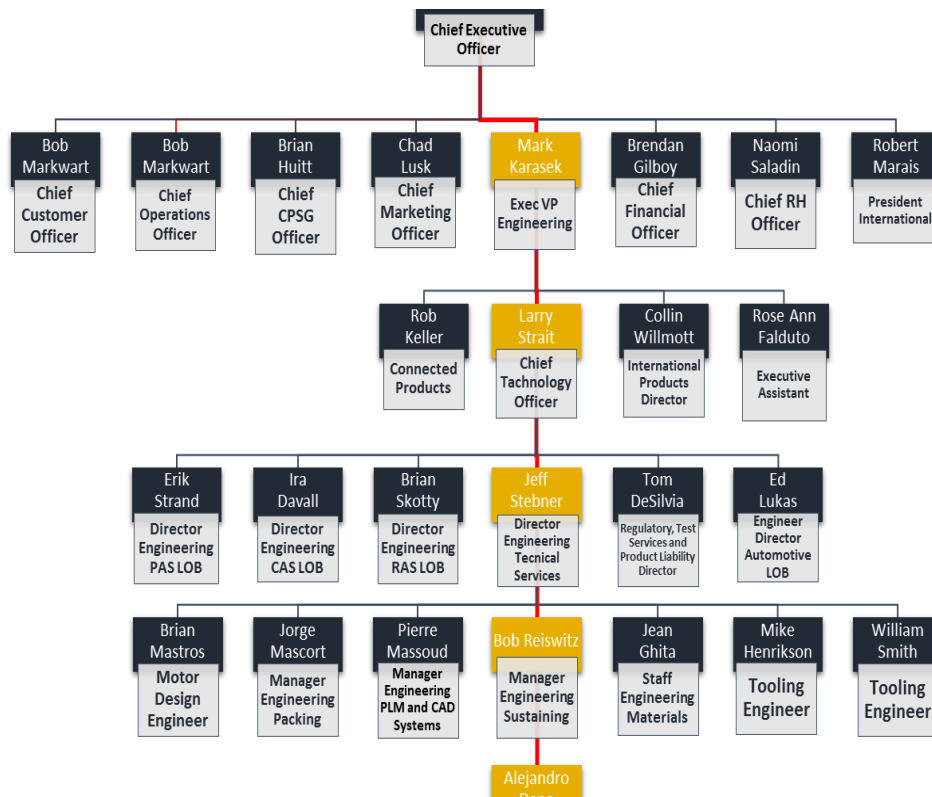 Chief Executive
Officer
Bob
Markwart
Chief
Customer
Officer
Bob
Markwart
Chief
Operations
Officer
Brian
Huitt
Chief
CPSG
Officer
Chad
Lusk
Chief
Marketing
Officer
Mark
Karasek
Exec VP
Engineering
Brendan
Gilboy
Chief
Financial
Officer
Naomi
Saladin
Chief RH
Officer
Robert
Marais
President
International
Rob
Keller
Connected
Products
Larry
Strait
Chief
Tachnology
Officer
Collin
Willmott
International
Products
Director
Rose Ann
Falduto
Executive
Assistant
Erik
Strand
Director
Engineering
PAS LOB
Ira
Davall
Director
Engineering
CAS LOB
Brian
Skotty
Director
Engineering
RAS LOB
Jeff
Stebner
Director
Engineering
Tecnical
Services
Tom
DeSilvia
Regulatory, Test
Services and
Product Liability
Director
Ed
Lukas
Engineer
Director
Automotive
LOB
Brian
Mastros
Motor
Design
Engineer
Jorge
Mascort
Manager
Engineering
Packing
Pierre
Massoud
Manager
Engineering
PLM and CAD
Systems
Bob Reiswitz
Manager
Engineering
Sustaining
Jean
Ghita
Staff
Engineering
Materials
Mike
Henrikson
Tooling
Engineer
William
Smith
Tooling
Engineer
Alejandro